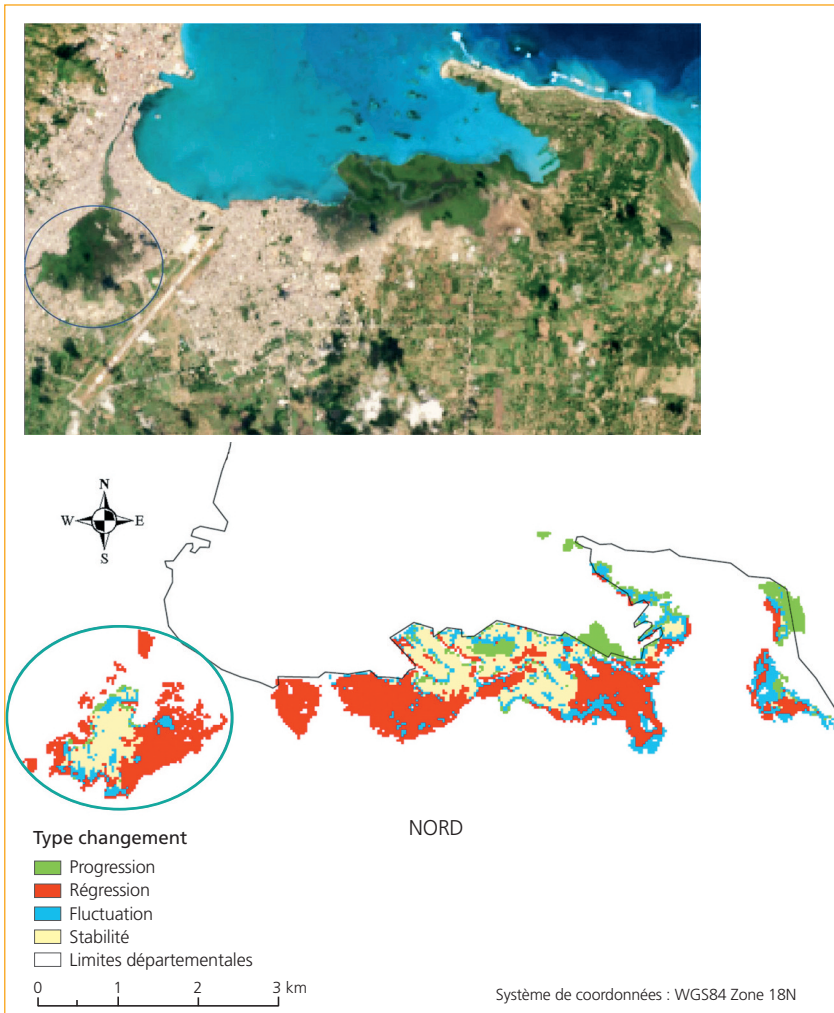 N
W E
S
NORD
Type changement
Progression
Régression
Fluctuation
Stabilité
Limites départementales
0 1 2 3 km
Système de coordonnées : WGS84 Zone 18N